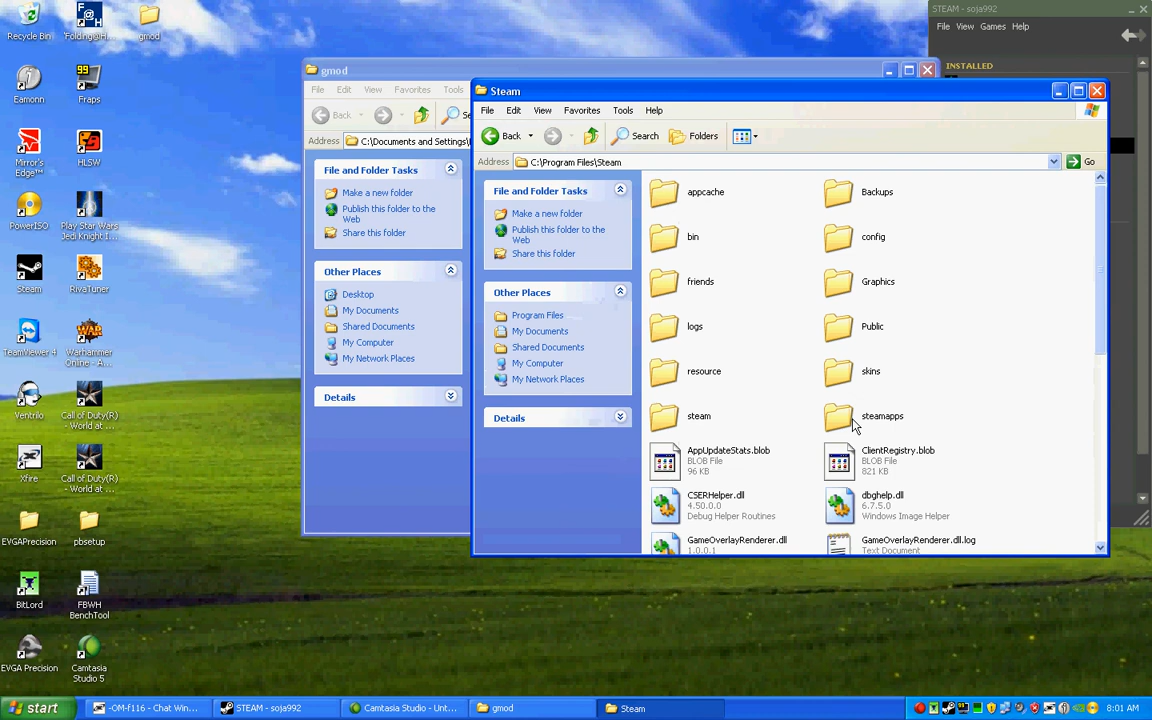 Recycle Bin
'Folding@H...
gmod
Eamonn
Fraps
Mirror's
Edge™
HLSW
PowerISO
Play Star Wars
Jedi Knight I...
Steam
RivaTuner
TeamViewer 4
Warhammer
Online - A...
Ventrilo
Call of Duty(R)
- World at ...
Xfire
Call of Duty(R)
- World at ...
EVGAPrecision
pbsetup
BitLord
FBWH
BenchTool
EVGA Precision
Camtasia
Studio 5
STEAM - soja992
File View Games Help
INSTALLED
gmod
File Edit View Favorites Tools
Back
Address C:\Documents and Settings\
File and Folder Tasks
Make a new folder
Publish this folder to the
Web
Share this folder
Other Places
Desktop
My Documents
Shared Documents
My Computer
My Network Places
Details
Steam
File Edit View Favorites Tools Help
Back Search Folders
Address C:\Program Files\Steam Go
File and Folder Tasks
Make a new folder
Publish this folder to the
Web
Share this folder
Other Places
Program Files
My Documents
Shared Documents
My Computer
My Network Places
Details
appcache
Backups
bin
config
friends
Graphics
logs
Public
resource
skins
steam
steamapps
AppUpdateStats.blob
BLOB File
96 KB
ClientRegistry.blob
BLOB File
821 KB
CSERHelper.dll
4.50.0.0
Debug Helper Routines
dbghelp.dll
6.7.5.0
Windows Image Helper
GameOverlayRenderer.dll
1.0.0.1
GameOverlayRenderer.dll.log
Text Document
start
-OM-f116 - Chat Win...
STEAM - soja992
Camtasia Studio - Unt...
gmod
Steam
8:01 AM